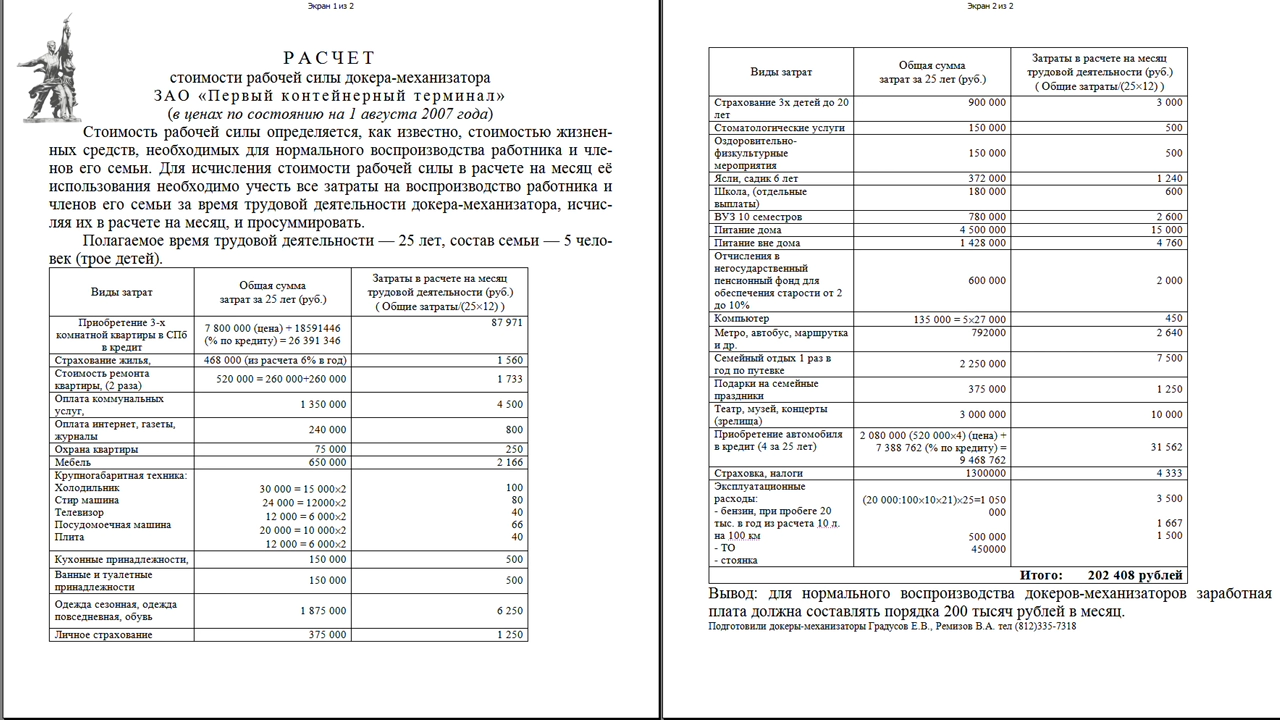 Экран 1 из 2
РАСЧЕТ
стоимости рабочей силы докера-механизатора
ЗАО «Первый контейнерный терминал»
(в ценах по состоянию на 1 августа 2007 года)
Стоимость рабочей силы определяется, как известно, стоимостью жизнен-
ных средств, необходимых для нормального воспроизводства работника и чле-
нов его семьи. Для исчисления стоимости рабочей силы в расчете на месяц её
использования необходимо учесть все затраты на воспроизводство работника и
членов его семьи за время трудовой деятельности докера-механизатора, исчис-
ляя их в расчете на месяц, и просуммировать.
Полагаемое время трудовой деятельности — 25 лет, состав семьи — 5 чело-
век (трое детей).
Виды затрат
Общая сумма
затрат за 25 лет (руб.)
Затраты в расчете на месяц
трудовой деятельности (руб.)
( Общие затраты/(25×12) )
Приобретение 3-х
комнатной квартиры в СПб
в кредит
7 800 000 (цена) + 18591446
(% по кредиту) = 26 391 346
87 971
Страхование жилья,
468 000 (из расчета 6% в год)
1 560
Стоимость ремонта
квартиры, (2 раза)
520 000 = 260 000+260 000
1 733
Оплата коммунальных
услуг,
1 350 000
4 500
Оплата интернет, газеты,
журналы
240 000
800
Охрана квартиры
75 000
250
Мебель
650 000
2 166
Крупногабаритная техника:
Холодильник
Стир машина
Телевизор
Посудомоечная машина
Плита
30 000 = 15 000×2
24 000 = 12000×2
12 000 = 6 000×2
20 000 = 10 000×2
12 000 = 6 000×2
100
80
40
66
40
Кухонные принадлежности,
150 000
500
Ванные и туалетные
принадлежности
150 000
500
Одежда сезонная, одежда
повседневная, обувь
1 875 000
6 250
Личное страхование
375 000
1 250
Экран 2 из 2
Виды затрат
Общая сумма
затрат за 25 лет (руб.)
Затраты в расчете на месяц
трудовой деятельности (руб.)
( Общие затраты/(25×12) )
Страхование 3х детей до 20
лет
900 000
3 000
Стоматологические услуги
150 000
500
Оздоровительно-
физкультурные
мероприятия
150 000
500
Ясли, садик 6 лет
372 000
1 240
Школа, (отдельные
выплаты)
180 000
600
ВУЗ 10 семестров
780 000
2 600
Питание дома
4 500 000
15 000
Питание вне дома
1 428 000
4 760
Отчисления в
негосударственный
пенсионный фонд для
обеспечения старости от 2
до 10%
600 000
2 000
Компьютер
135 000 = 5×27 000
450
Метро, автобус, маршрутка
и др.
792000
2 640
Семейный отдых 1 раз в
год по путевке
2 250 000
7 500
Подарки на семейные
праздники
375 000
1 250
Театр, музей, концерты
(зрелища)
3 000 000
10 000
Приобретение автомобиля
в кредит (4 за 25 лет)
2 080 000 (520 000×4) (цена) +
7 388 762 (% по кредиту) =
9 468 762
31 562
Страховка, налоги
1300000
4 333
Эксплуатационные
расходы:
- бензин, при пробеге 20
тыс. в год из расчета 10 л.
на 100 км
- ТО
- стоянка
(20 000:100×10×21)×25=1 050
000
500 000
450000
3 500
1 667
1 500
Итого: 202 408 рублей
Вывод: для нормального воспроизводства докеров-механизаторов заработная
плата должна составлять порядка 200 тысяч рублей в месяц.
Подготовили докеры-механизаторы Градусов Е.В., Ремизов В.А. тел (812)335-7318